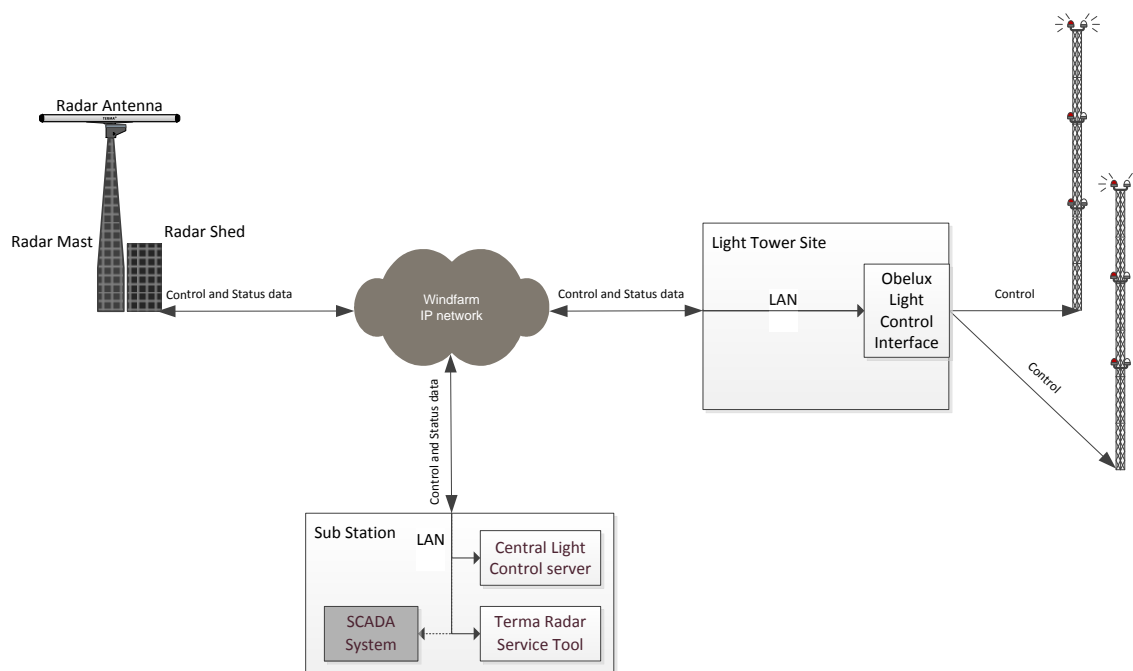 Radar Antenna
TERMA
Radar Mast
Radar Shed
Control and Status data
Windfarm
IP network
Control and Status data
Light Tower Site
LAN
Obelux
Light
Control
Interface
Control
Control
Control and Status data
Sub Station
LAN
Central Light
Control server
SCADA
System
Terma Radar
Service Tool